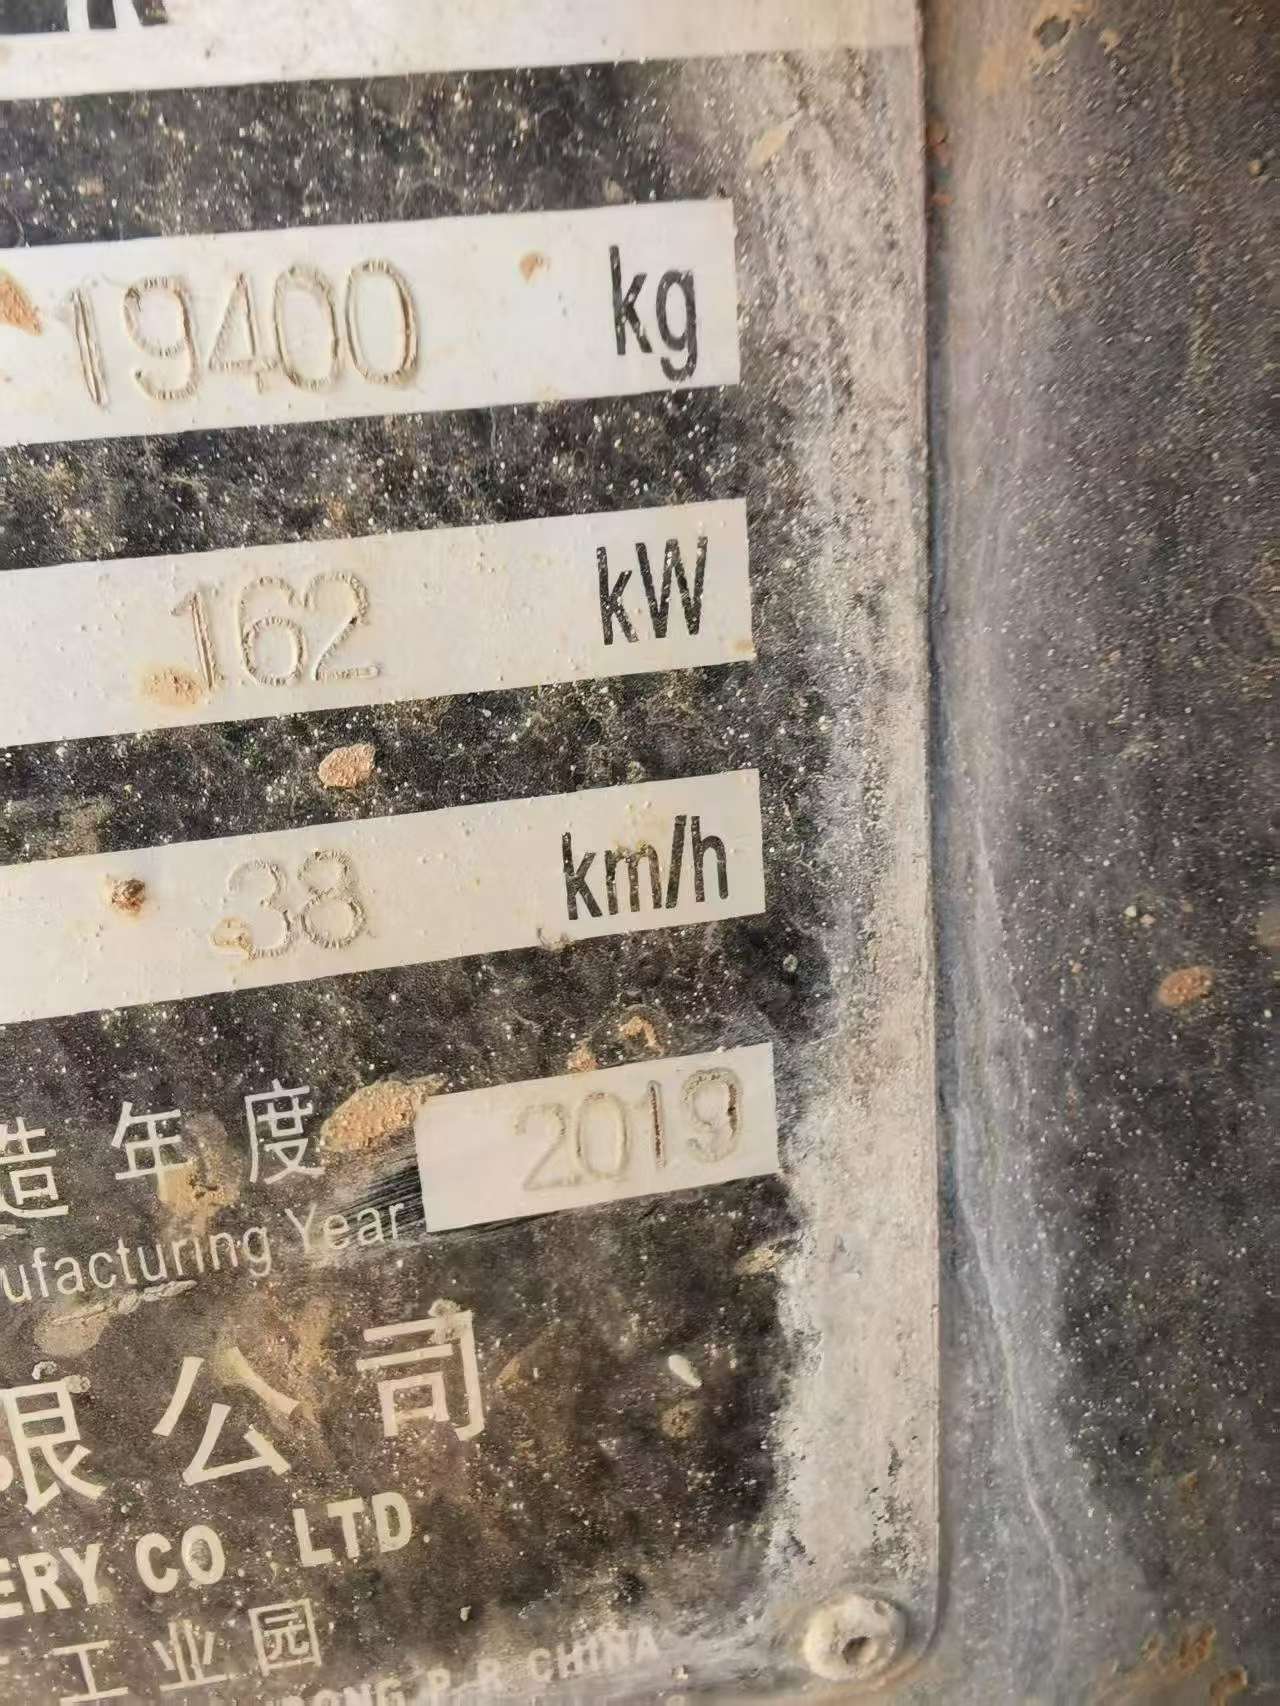 19400 kg
162 kW
38 km/h
造年度 2019
ufacturing Year
限公司
ERY CO., LTD.
工业园
DONG, P. R. CHINA